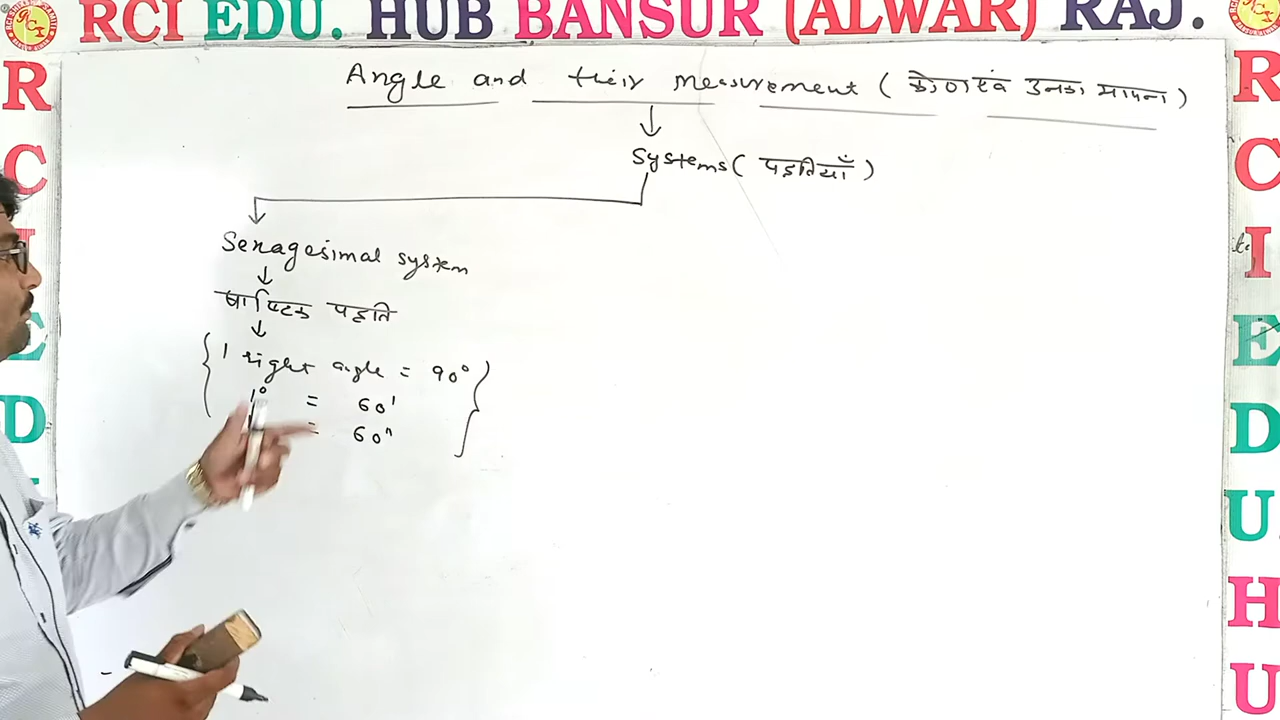 RCI EDU. HUB BANSUR (ALWAR) RAJ.
Angle and their measurement (कोण एवं उनका मापन)
Systems (पद्धतियाँ)
Sexagesimal system
षाष्टिक पद्धति
1 right angle = 90°
1° = 60'
= 60"
R
C
I
E
D
R
C
I
E
D
U
H
U